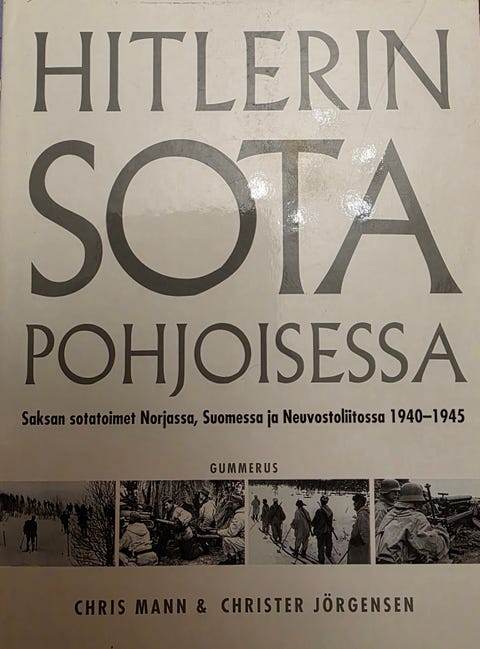 HITLERIN
SOTA
POHJOISESSA
Saksan sotatoimet Norjassa, Suomessa ja Neuvostoliitossa 1940–1945
GUMMERUS
CHRIS MANN & CHRISTER JÖRGENSEN